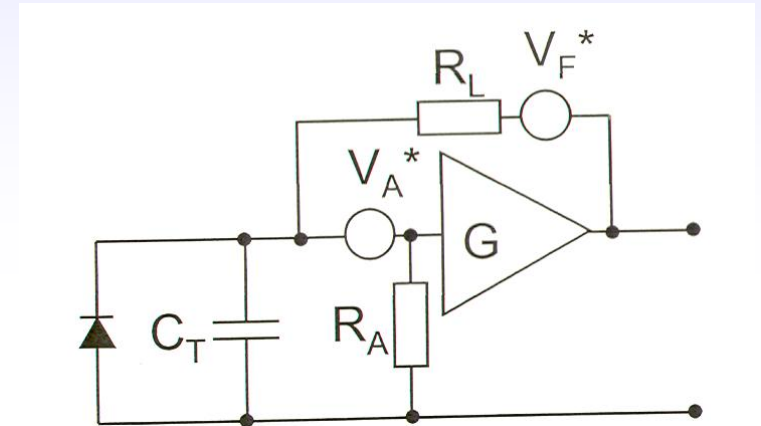 V_F*
R_L
V_A*
G
C_T
R_A